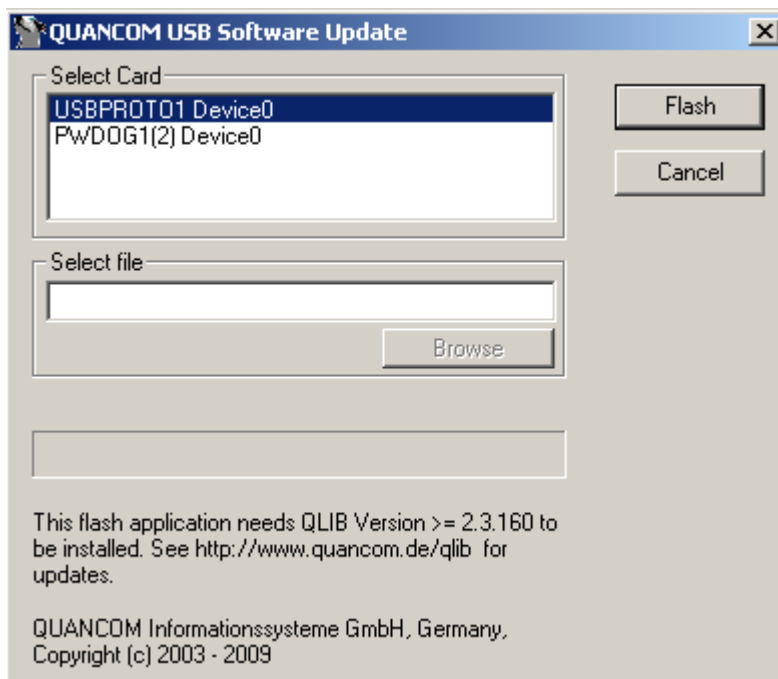 QUANCOM USB Software Update
Select Card
USBPROTO1 Device0
PWDOG1(2) Device0
Flash
Cancel
Select file
Browse
This flash application needs QLIB Version >= 2.3.160 to
be installed. See http://www.quancom.de/qlib for
updates.
QUANCOM Informationssysteme GmbH, Germany,
Copyright (c) 2003 - 2009